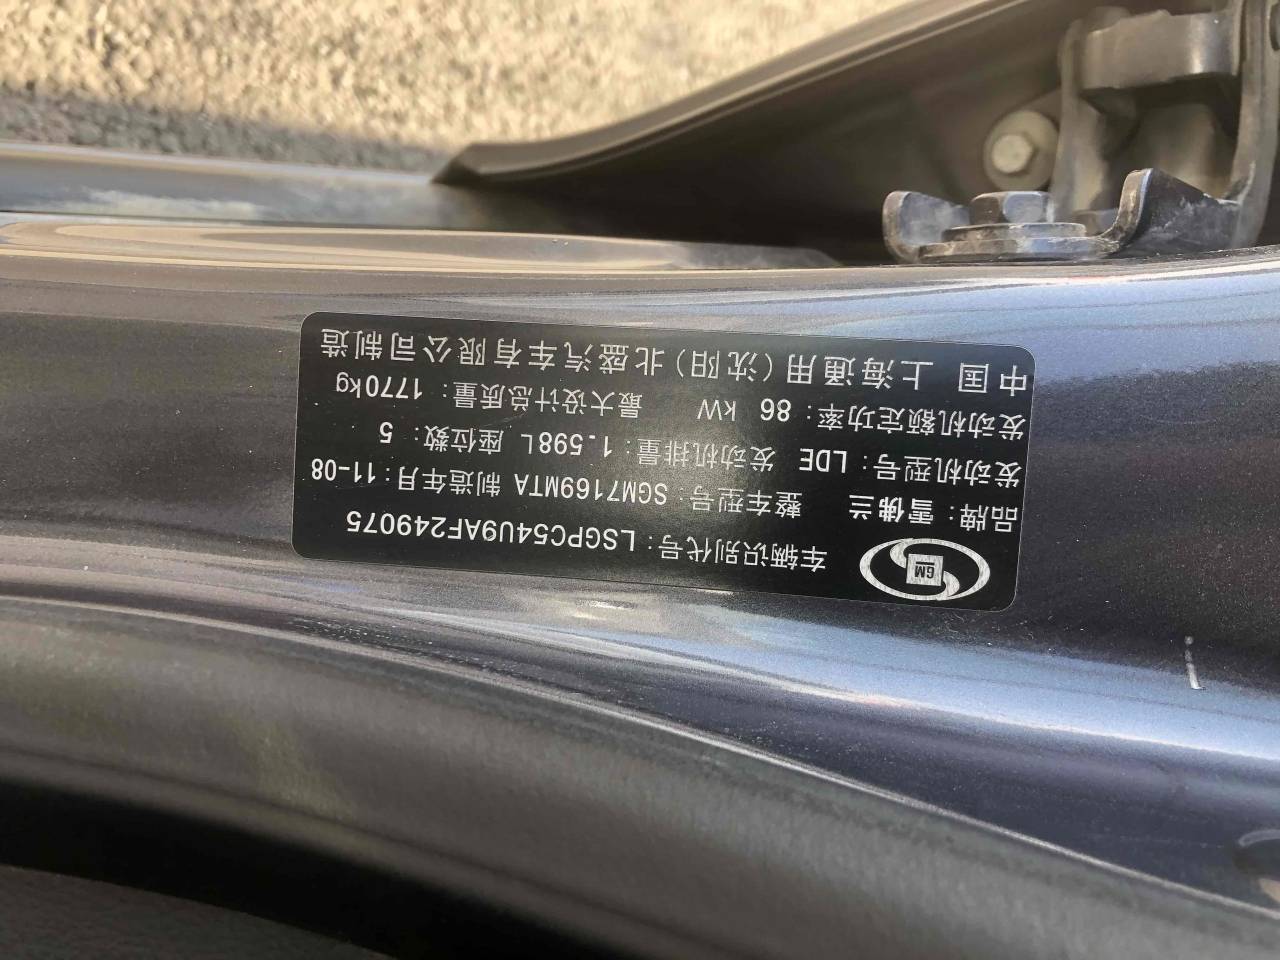 GM
车辆识别代号：LSGPC54U9AF249075
品牌：雪佛兰 整车型号：SGM7169MTA 制造年月：11-08
发动机型号：LDE 发动机排量：1.598L 座位数：5
发动机额定功率：86 kW 最大设计总质量：1770kg
中国 上海通用（沈阳）北盛汽车有限公司制造